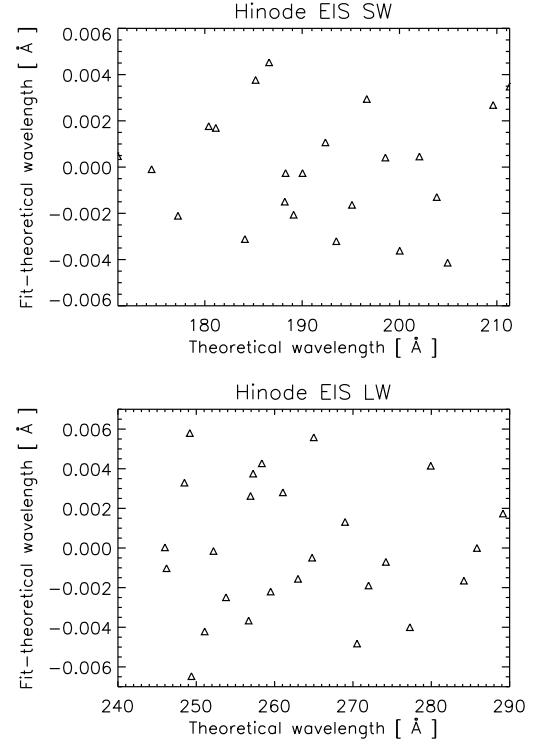 Hinode EIS SW
0.006
0.004
0.002
0.000
−0.002
−0.004
−0.006
Fit−theoretical wavelength [ Å ]
180 190 200 210
Theoretical wavelength [ Å ]
Hinode EIS LW
0.006
0.004
0.002
0.000
−0.002
−0.004
−0.006
Fit−theoretical wavelength [ Å ]
240 250 260 270 280 290
Theoretical wavelength [ Å ]